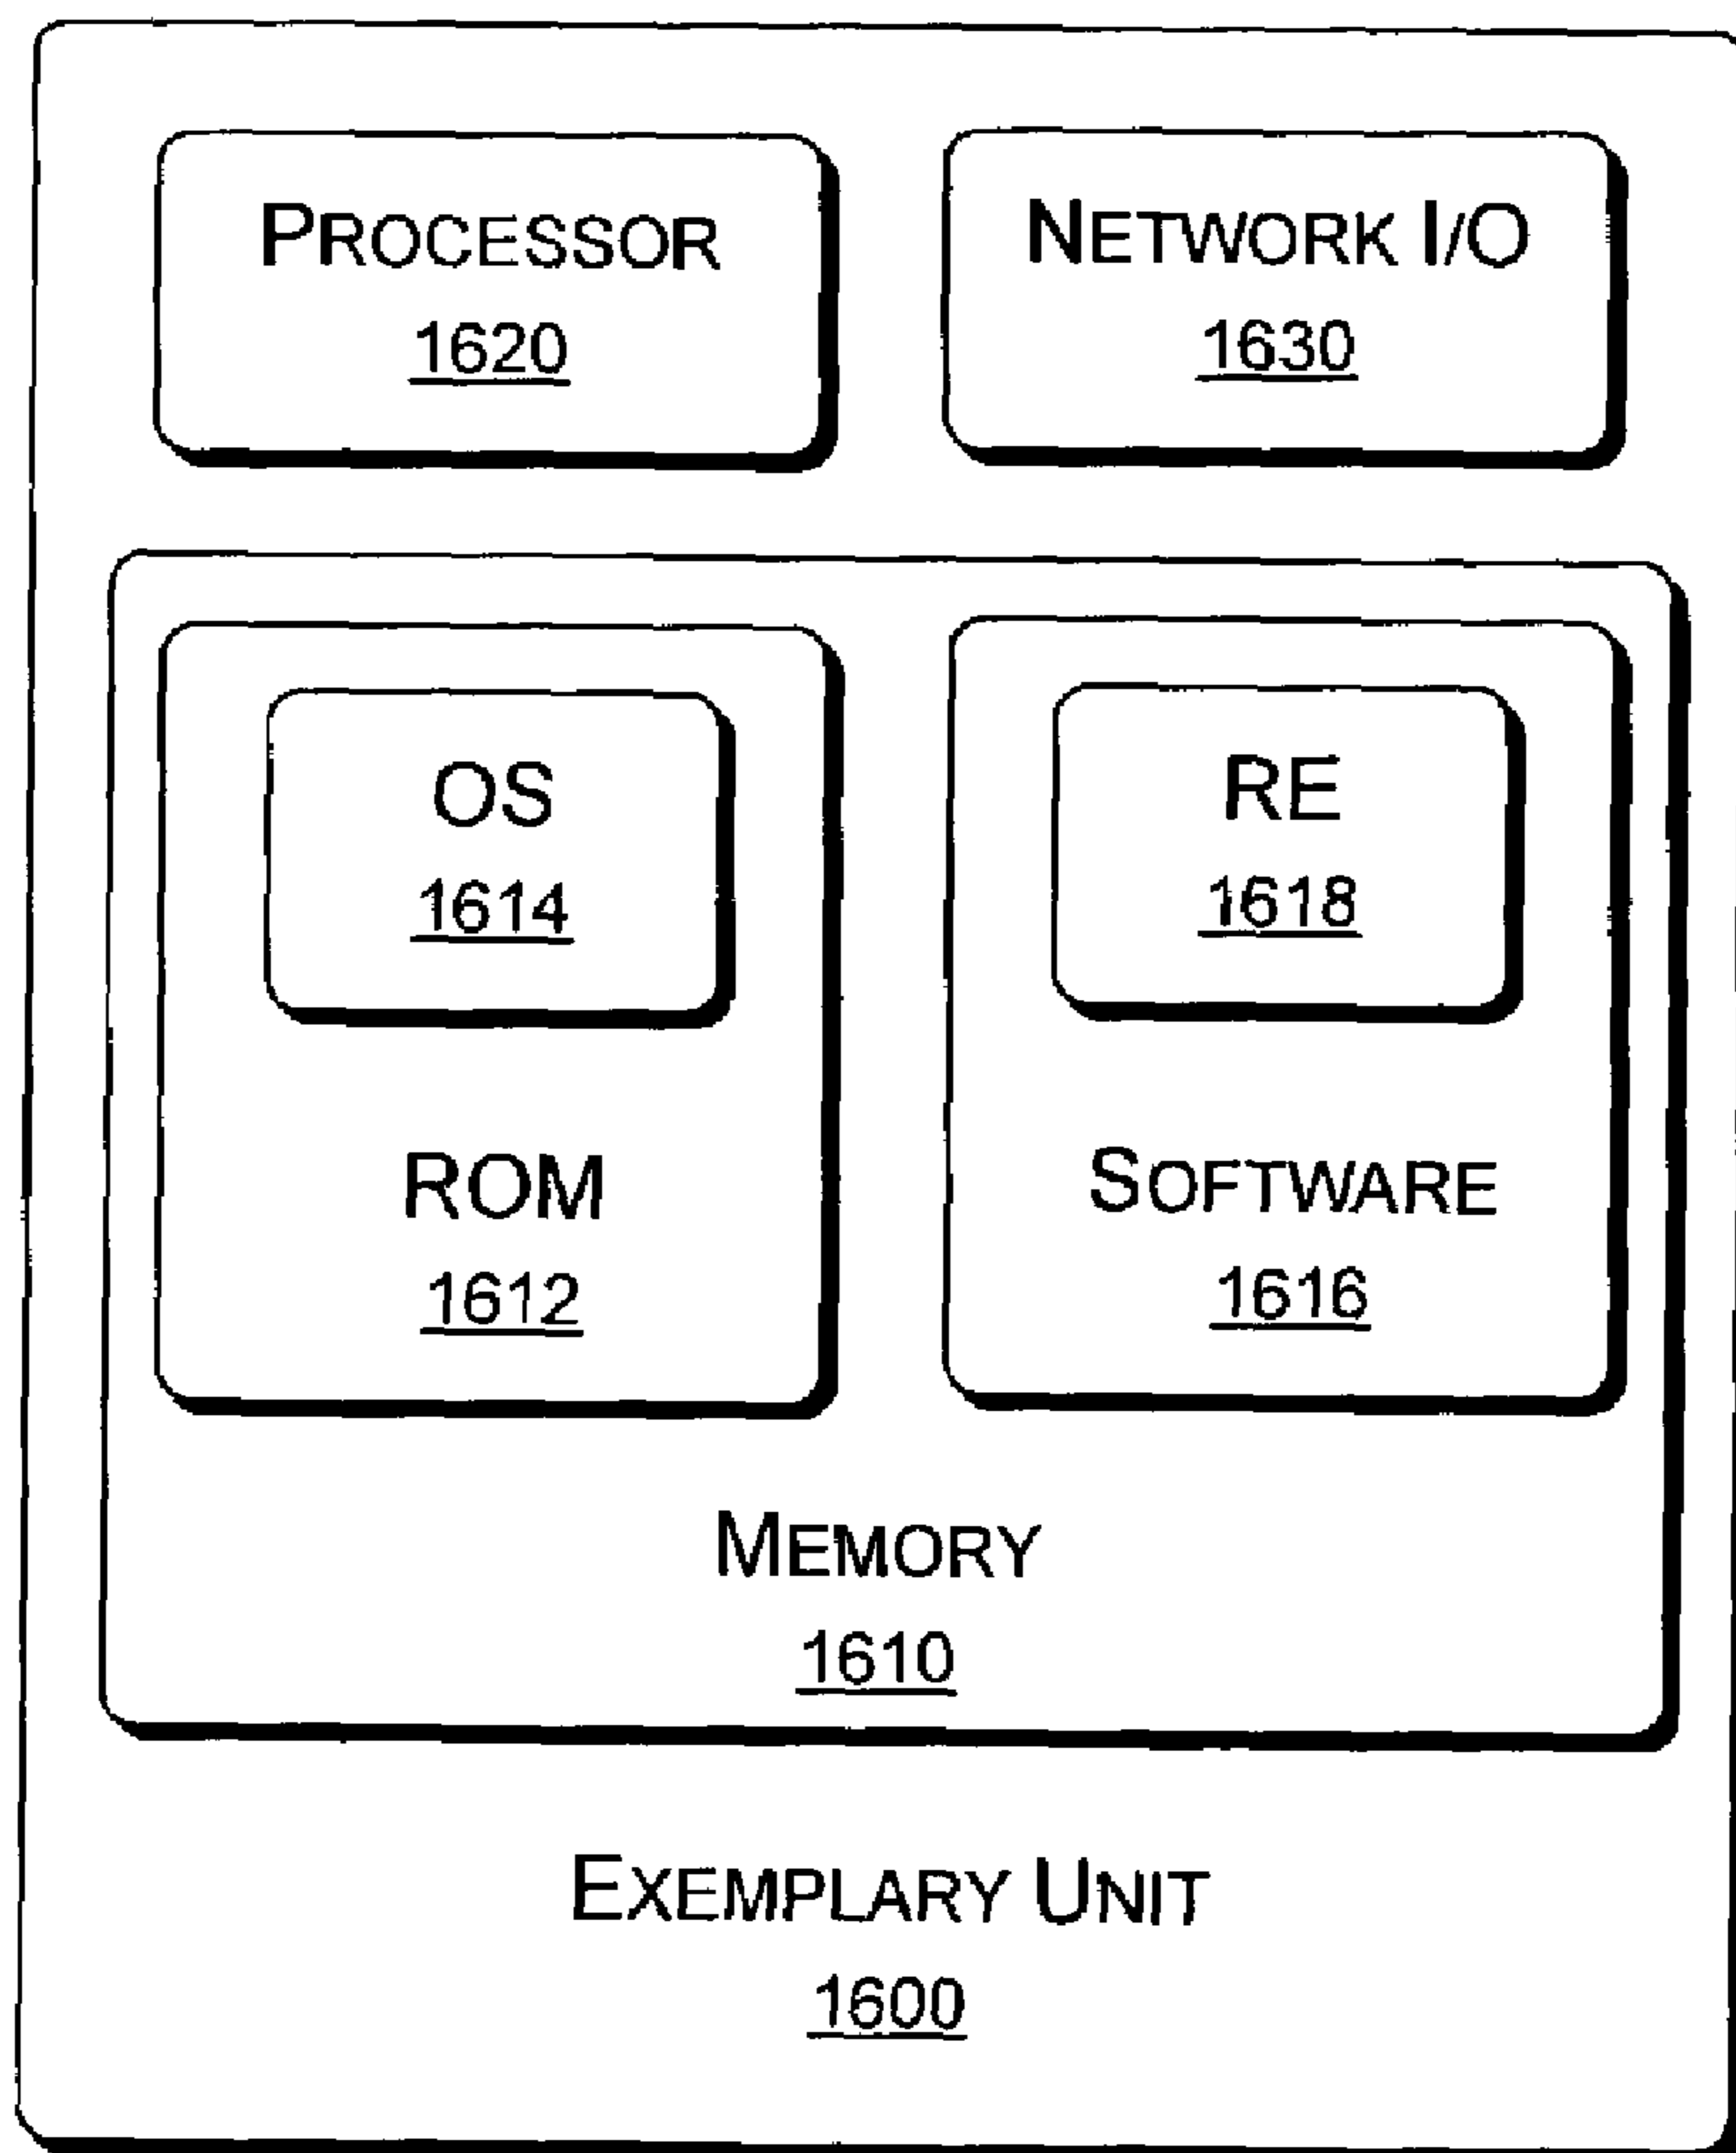 PROCESSOR
1620
NETWORK I/O
1630
OS
1614
RE
1618
ROM
1612
SOFTWARE
1616
MEMORY
1610
EXEMPLARY UNIT
1600